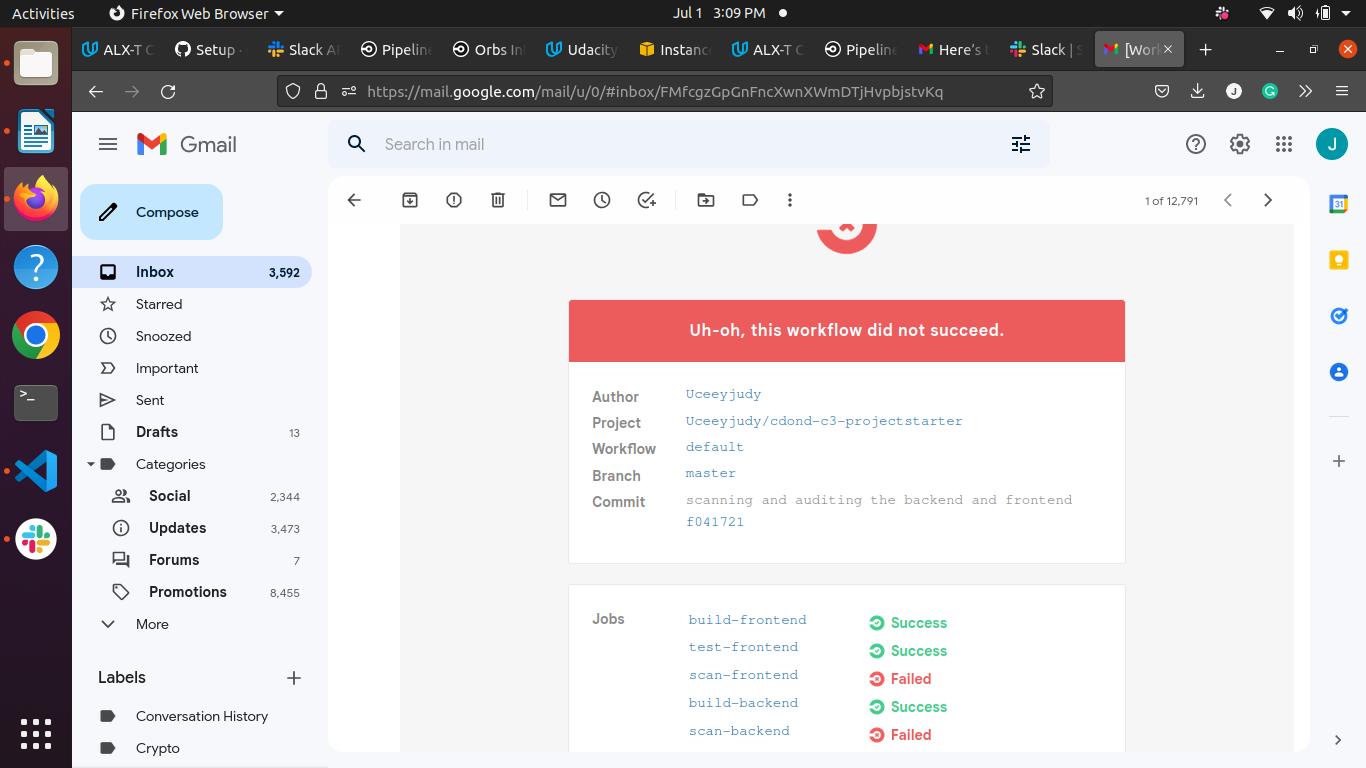 Activities
Firefox Web Browser
Jul 1 3:09 PM
ALX-T C
Setup
Slack A
Pipeline
Orbs In
Udacity
Instanc
ALX-T C
Pipeline
Here's
Slack | S
[Work
https://mail.google.com/mail/u/0/#inbox/FMfcgzGpGnFncXwnXWmDTjHvpbjstvKq
J
Gmail
Search in mail
J
Compose
1 of 12,791
31
Inbox 3,592
Starred
Snoozed
Important
Sent
Drafts 13
Categories
Social 2,344
Updates 3,473
Forums 7
Promotions 8,455
More
Labels
Conversation History
Crypto
Uh-oh, this workflow did not succeed.
Author Uceeyjudy
Project Uceeyjudy/cdond-c3-projectstarter
Workflow default
Branch master
Commit scanning and auditing the backend and frontend
f041721
Jobs build-frontend Success
test-frontend Success
scan-frontend Failed
build-backend Success
scan-backend Failed